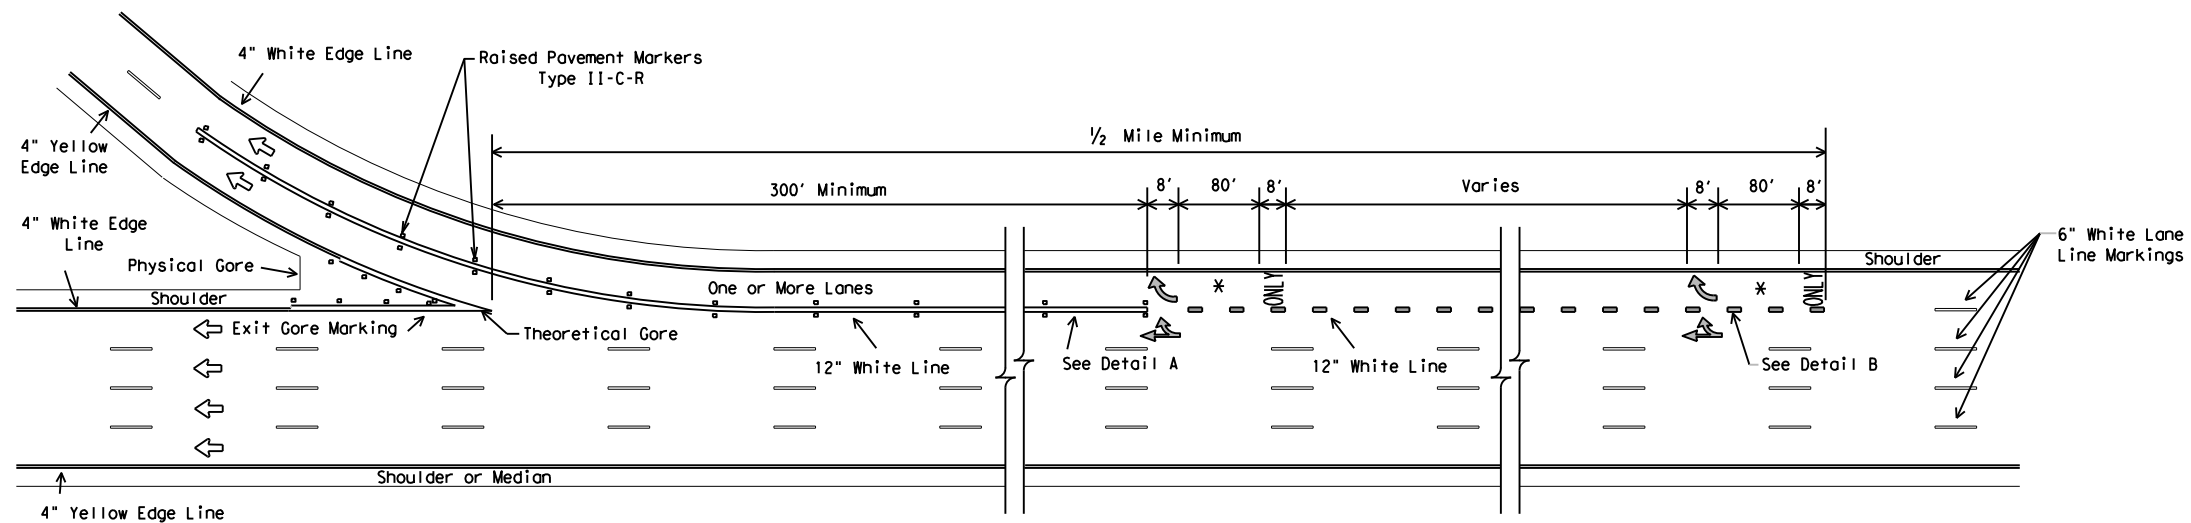 4" White Edge Line
Raised Pavement Markers
Type II-C-R
½ Mile Minimum
4" Yellow
Edge Line
300' Minimum
8'
80'
8'
Varies
8'
80'
8'
4" White Edge
Line
Physical Gore
6" White Lane
Line Markings
Shoulder
Shoulder
One or More Lanes
*
ONLY
*
ONLY
Exit Gore Marking
Theoretical Gore
12" White Line
See Detail A
12" White Line
See Detail B
Shoulder or Median
4" Yellow Edge Line